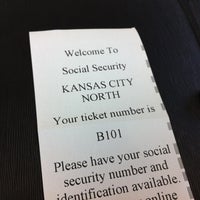 Welcome To
Social Security
KANSAS CITY
NORTH
Your ticket number is
B101
Please have your social
security number and
identification available.
online